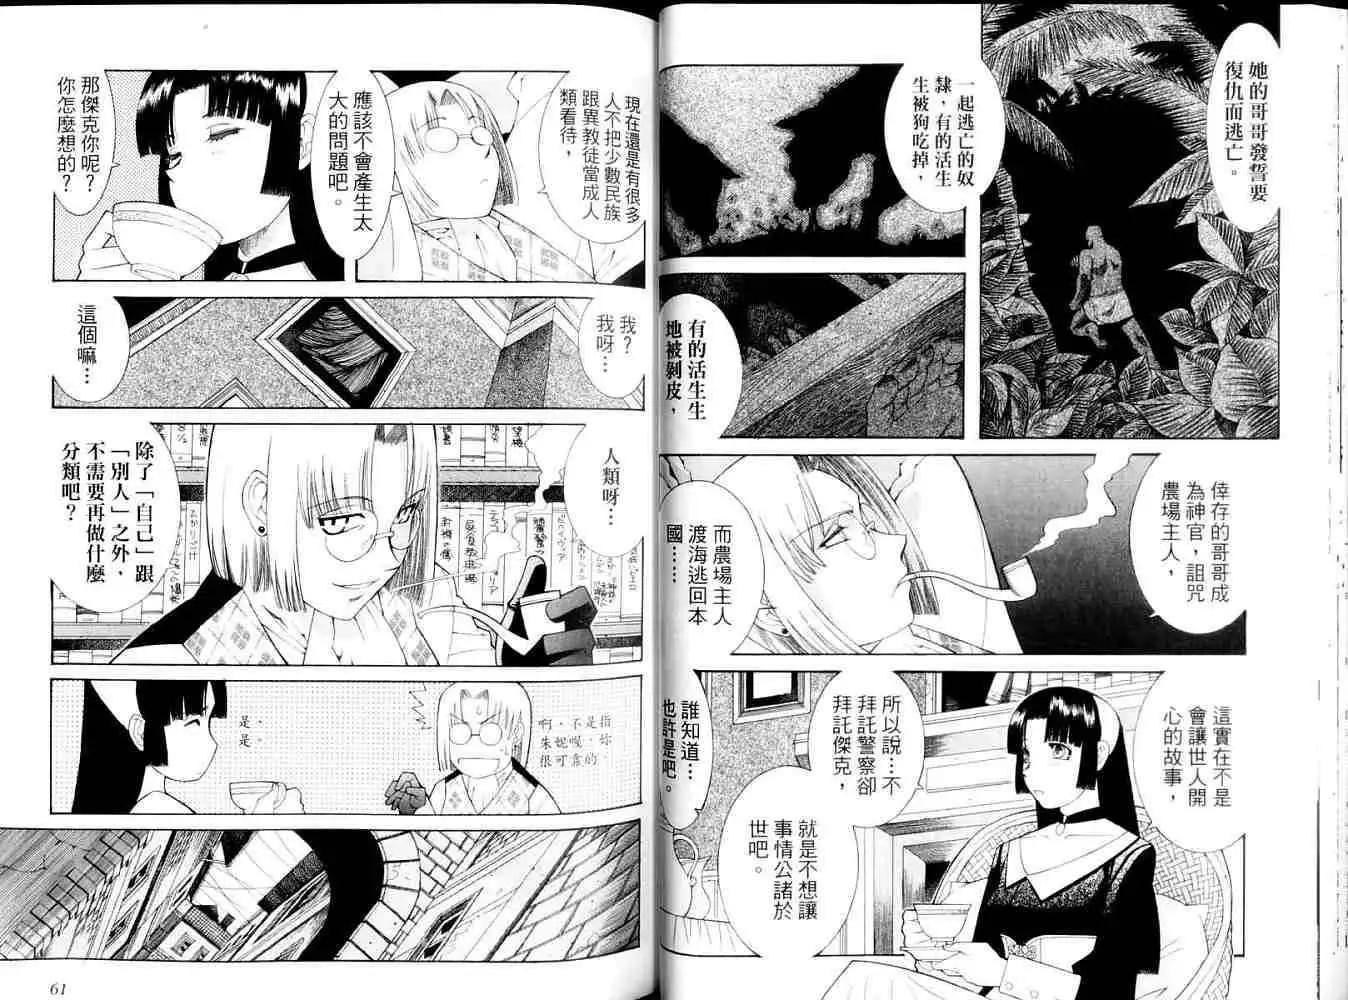 她的哥哥發誓要
復仇而逃亡。
一起逃亡的奴
隸，有的活生
生被狗吃掉，
有的活生生
地被剝皮，
倖存的哥哥成
為神官，詛咒
農場主人，
而農場主人
渡海逃回本
國……
這實在不是
會讓世人開
心的故事，
所以說…不
拜託警察卻
拜託傑克，
就是不想讓
事情公諸於
世吧。
誰知道…
也許是吧。
現在還是有很多
人不把少數民族
跟異教徒當成人
類看待，
應該不會產生太
大的問題吧。
那傑克你呢？
你怎麼想的？
我？
我呀…
這個嘛…
人類呀…
除了「自己」跟
「別人」之外，
不需要再做什麼
分類吧？
啊，不是指
朱妮喔，妳
很可靠的。
是。
是。
61